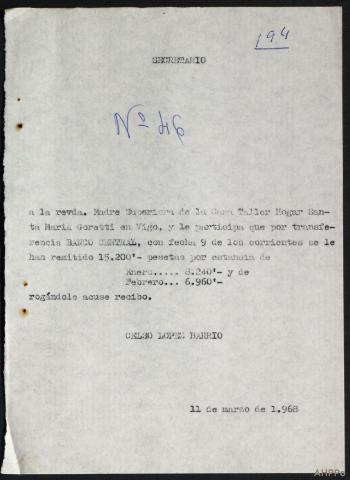 194
SECRETARIO
Nº 46
a la revda. Madre Superiora de la Casa Taller Hogar San-
ta María Goretti en Vigo, y le participa que por transfe-
rencia BANCO CENTRAL, con fecha 9 de los corrientes se le
han remitido 15.200'- pesetas por estancia de
Enero..... 8.240'- y de
Febrero... 6.960'-
rogándole acuse recibo.
CELSO LOPEZ BARRIO
11 de marzo de 1.968
AHPPo